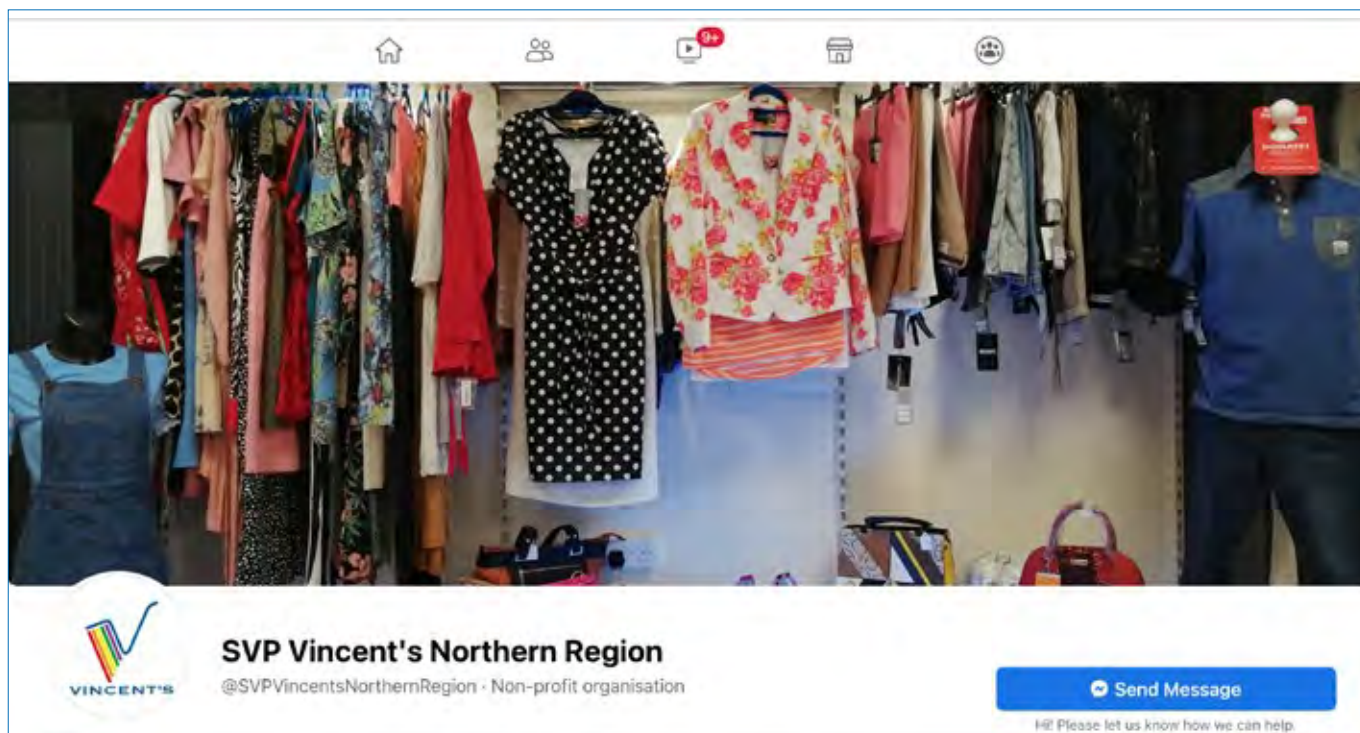 9+
VINCENT'S
SVP Vincent's Northern Region
@SVPVincentsNorthernRegion · Non-profit organisation
Send Message
Hi! Please let us know how we can help.